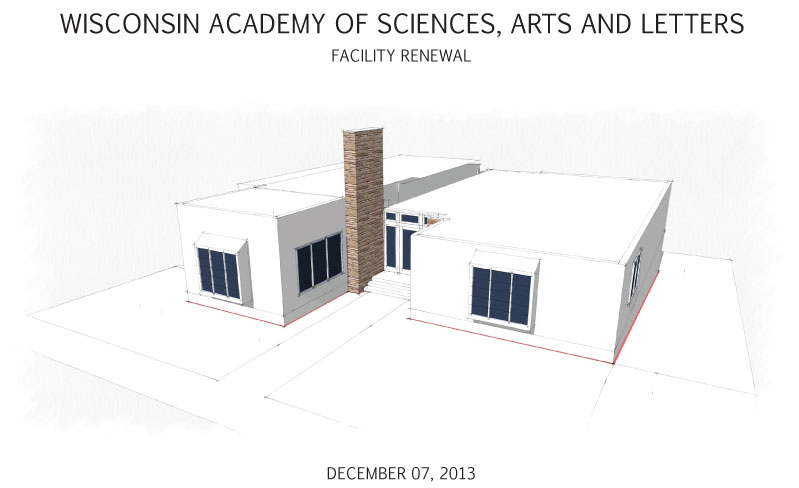 WISCONSIN ACADEMY OF SCIENCES, ARTS AND LETTERS
FACILITY RENEWAL
DECEMBER 07, 2013